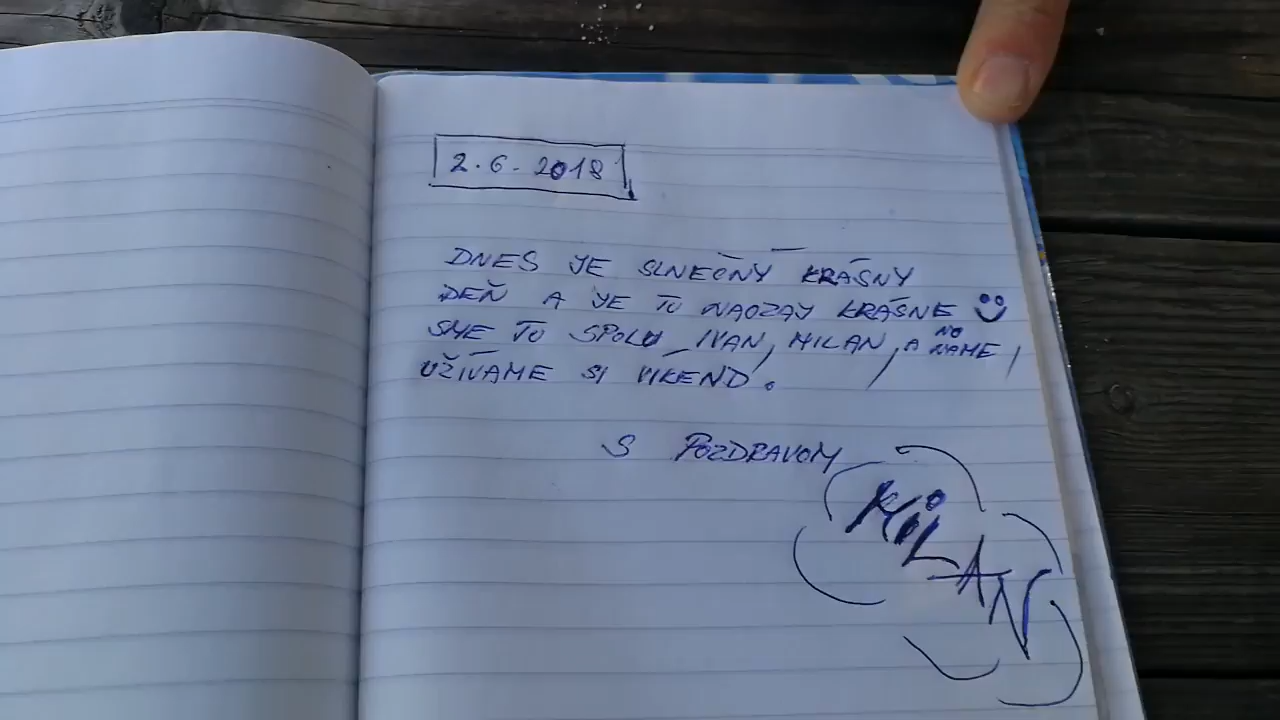 2.6.2018
DNES JE SLNEČNÝ KRÁSNY
DEŇ A JE TU NAOZAJ KRÁSNE
SME TU SPOLU IVAN, MILAN, A NO NAME,
UŽÍVAME SI VÍKEND.
S POZDRAVOM
MILAN